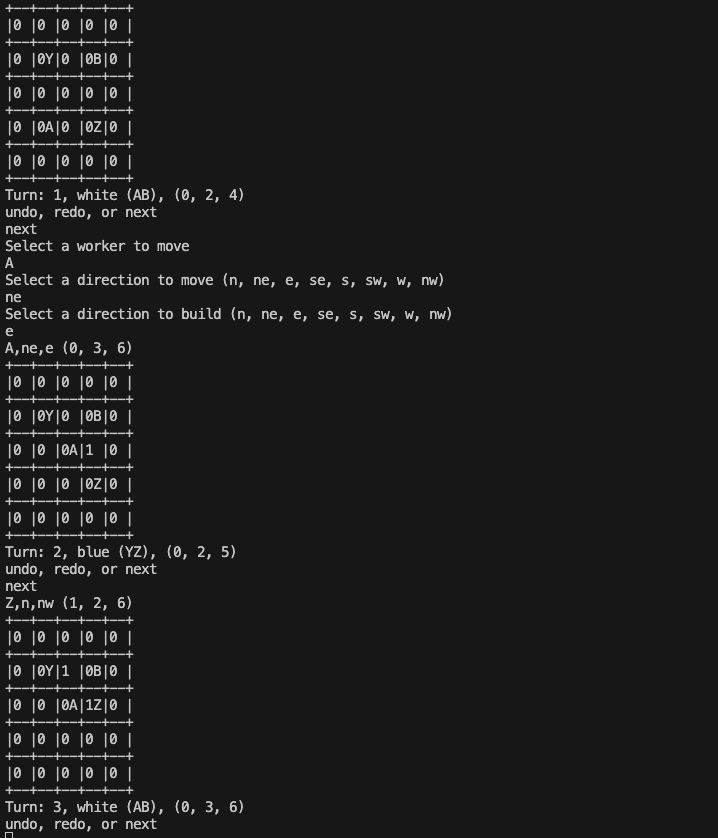 +--+--+--+--+--+
|0 |0 |0 |0 |0 |
+--+--+--+--+--+
|0 |0Y|0 |0B|0 |
+--+--+--+--+--+
|0 |0 |0 |0 |0 |
+--+--+--+--+--+
|0 |0A|0 |0Z|0 |
+--+--+--+--+--+
|0 |0 |0 |0 |0 |
+--+--+--+--+--+
Turn: 1, white (AB), (0, 2, 4)
undo, redo, or next
next
Select a worker to move
A
Select a direction to move (n, ne, e, se, s, sw, w, nw)
ne
Select a direction to build (n, ne, e, se, s, sw, w, nw)
e
A,ne,e (0, 3, 6)
+--+--+--+--+--+
|0 |0 |0 |0 |0 |
+--+--+--+--+--+
|0 |0Y|0 |0B|0 |
+--+--+--+--+--+
|0 |0 |0A|1 |0 |
+--+--+--+--+--+
|0 |0 |0 |0Z|0 |
+--+--+--+--+--+
|0 |0 |0 |0 |0 |
+--+--+--+--+--+
Turn: 2, blue (YZ), (0, 2, 5)
undo, redo, or next
next
Z,n,nw (1, 2, 6)
+--+--+--+--+--+
|0 |0 |0 |0 |0 |
+--+--+--+--+--+
|0 |0Y|1 |0B|0 |
+--+--+--+--+--+
|0 |0 |0A|1Z|0 |
+--+--+--+--+--+
|0 |0 |0 |0 |0 |
+--+--+--+--+--+
|0 |0 |0 |0 |0 |
+--+--+--+--+--+
Turn: 3, white (AB), (0, 3, 6)
undo, redo, or next